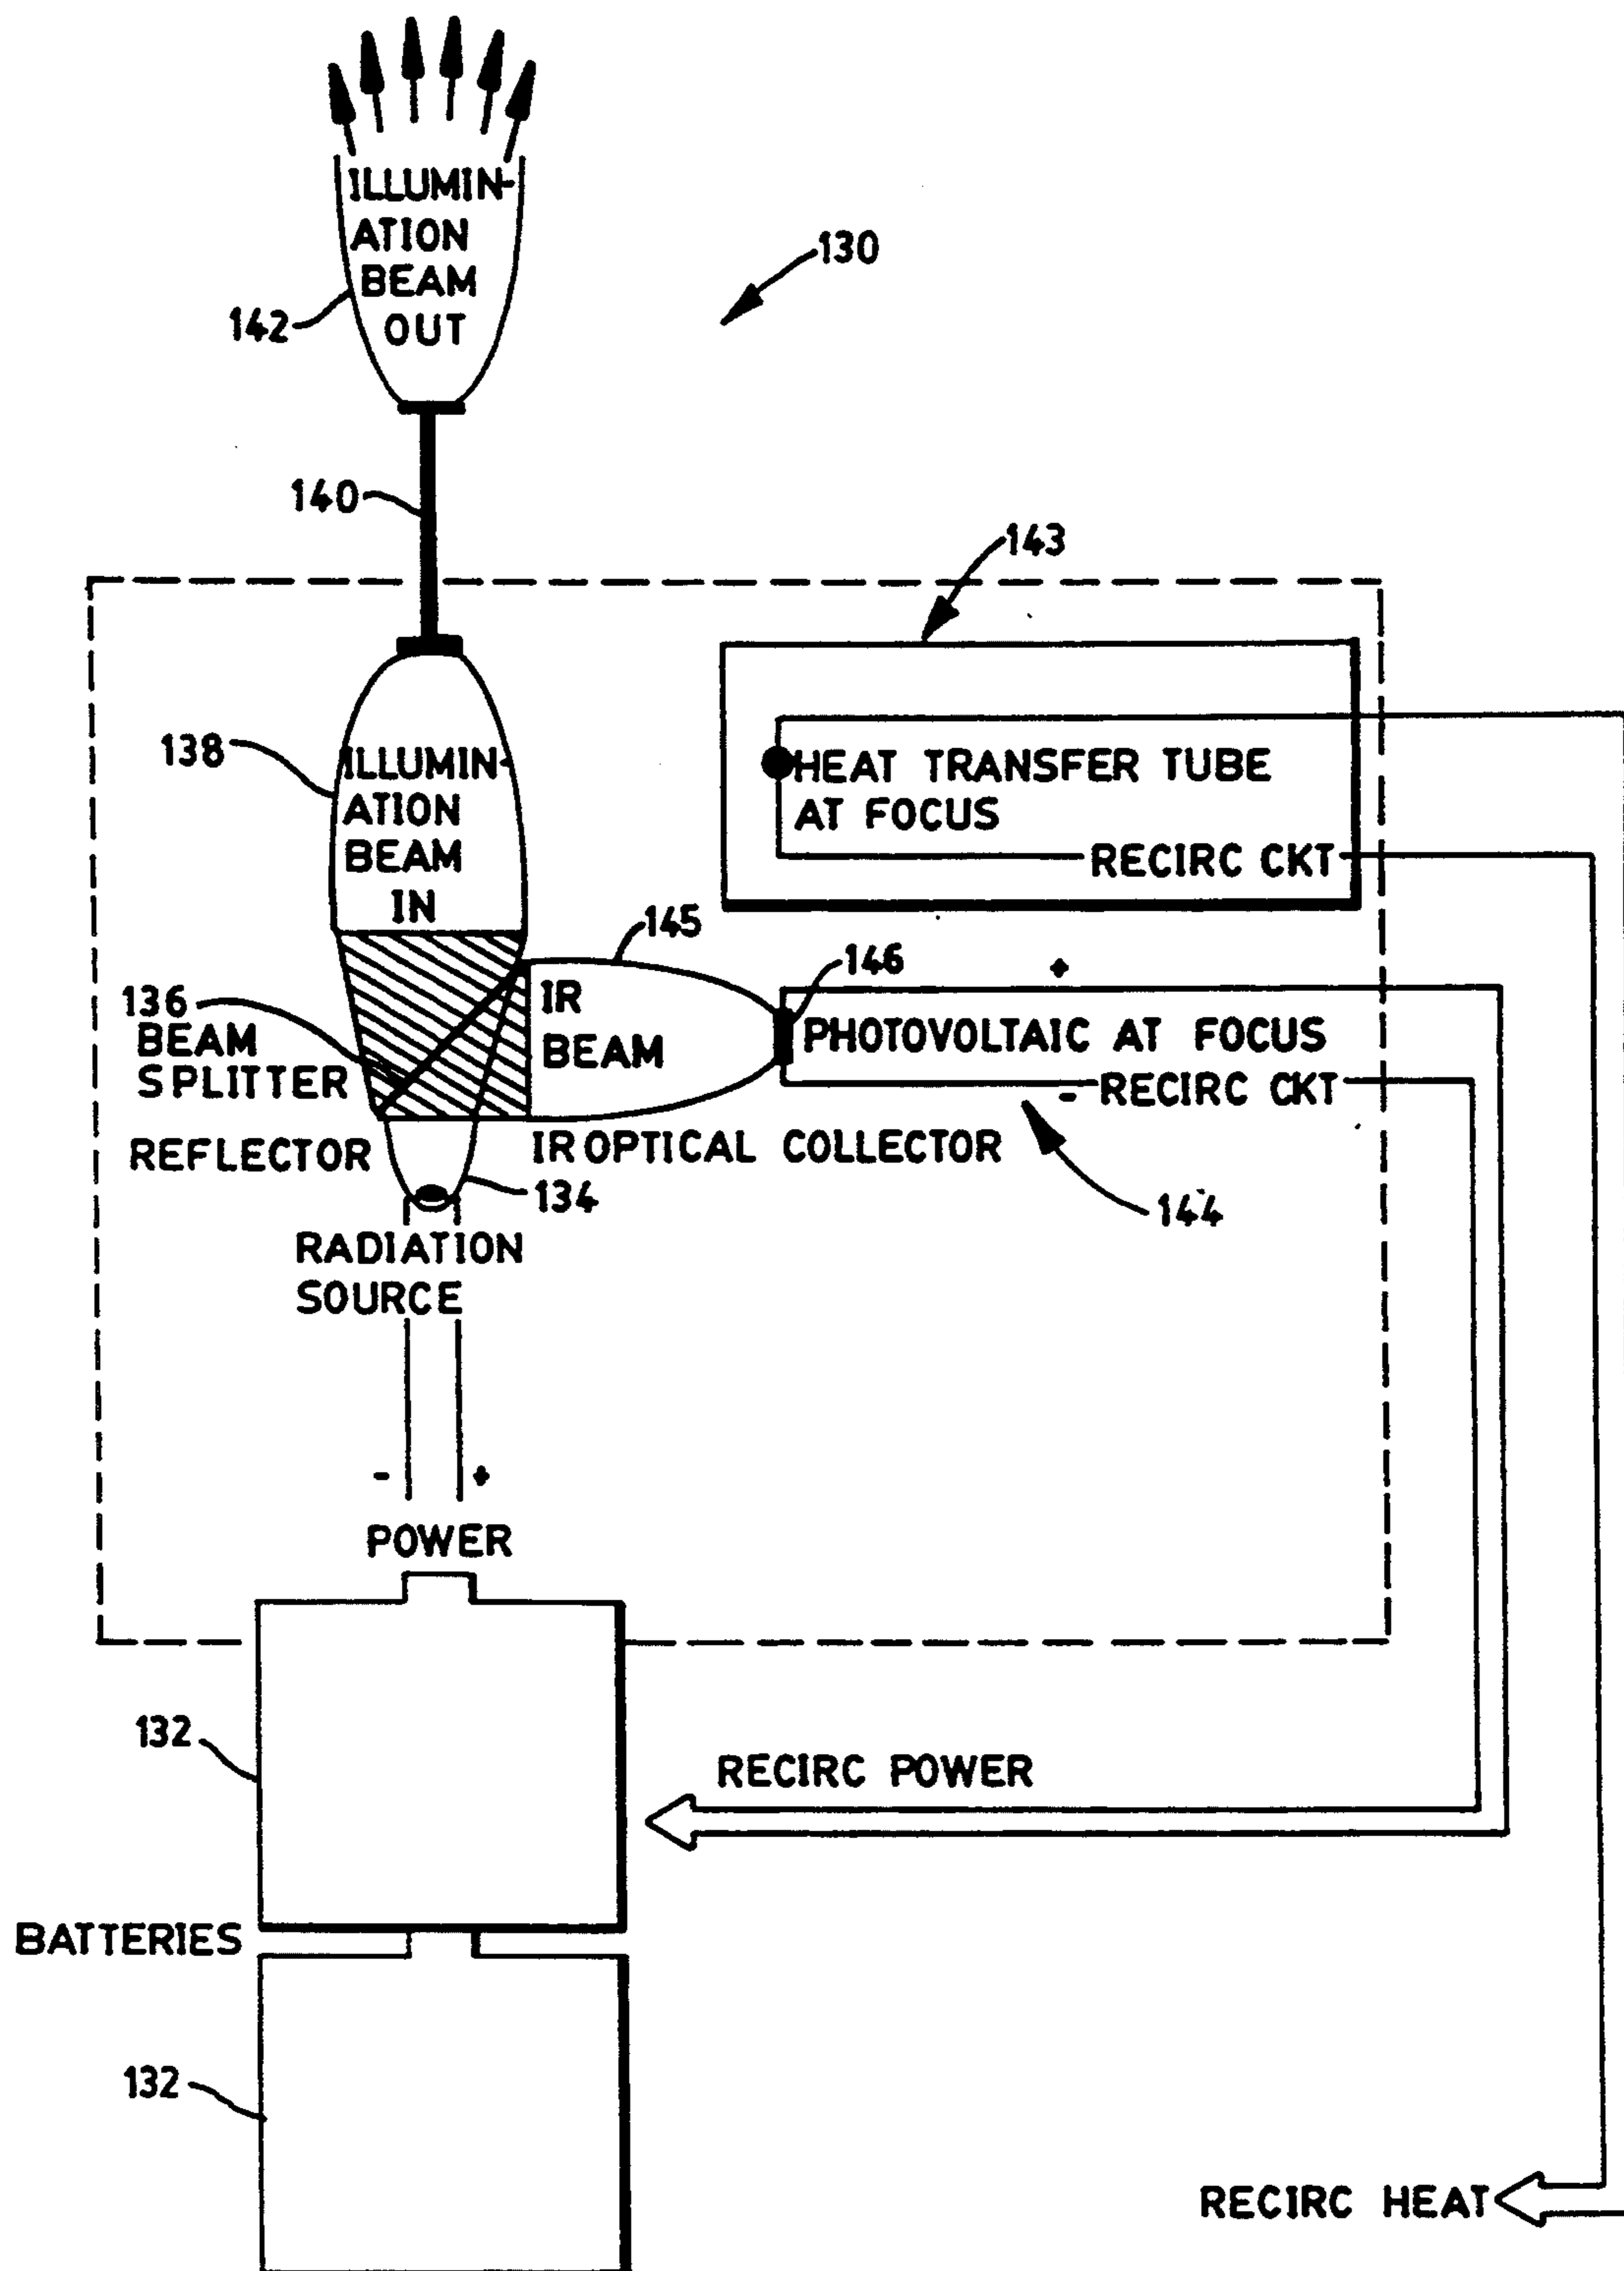 ILLUMIN-
ATION
BEAM
OUT
130
142
140
143
138
ILLUMIN-
ATION
BEAM
IN
HEAT TRANSFER TUBE
AT FOCUS
RECIRC CKT
145
146
+
136
BEAM
SPLITTER
IR
BEAM
PHOTOVOLTAIC AT FOCUS
- RECIRC CKT
REFLECTOR
IR OPTICAL COLLECTOR
134
144
RADIATION
SOURCE
- +
POWER
132
RECIRC POWER
BATTERIES
132
RECIRC HEAT